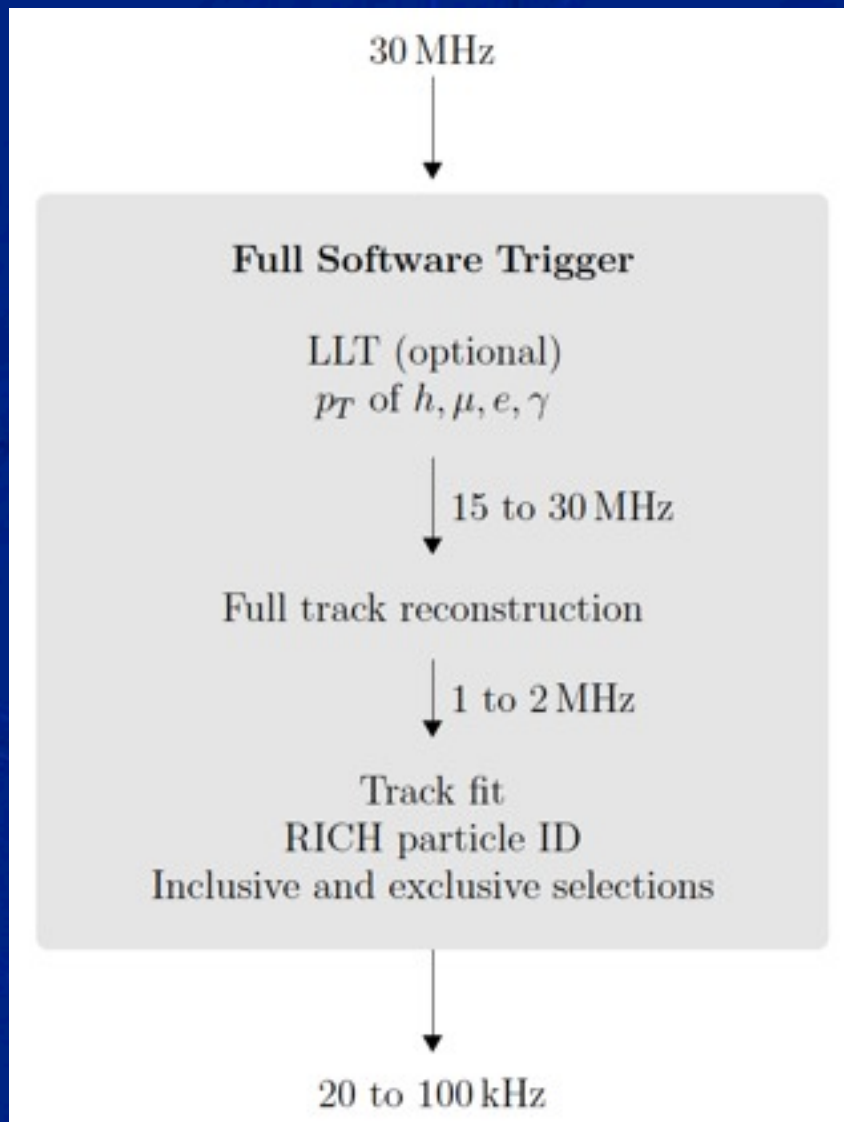 30 MHz
Full Software Trigger
LLT (optional)
p_T of h, μ, e, γ
15 to 30 MHz
Full track reconstruction
1 to 2 MHz
Track fit
RICH particle ID
Inclusive and exclusive selections
20 to 100 kHz